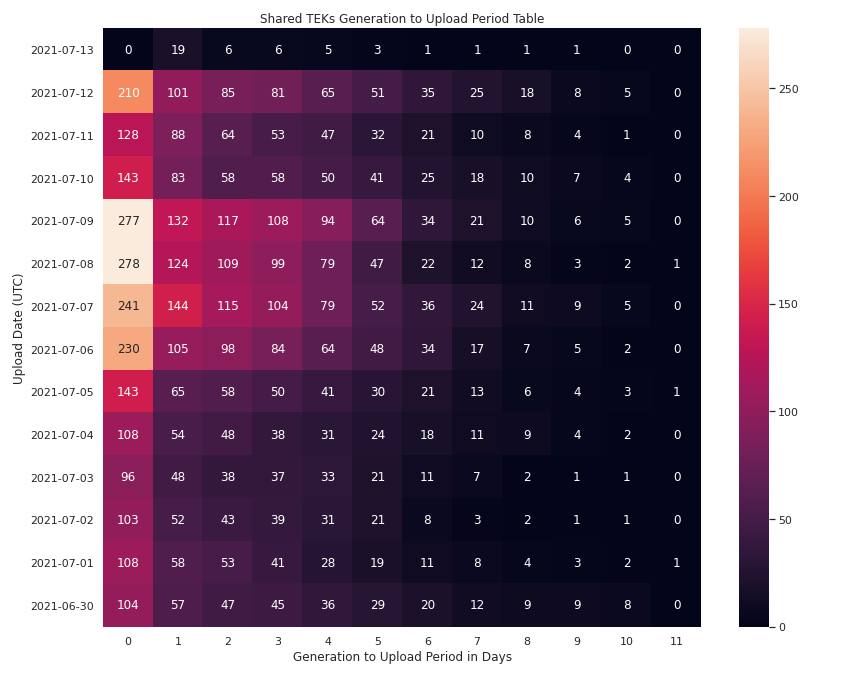 Shared TEKs Generation to Upload Period Table
Upload Date (UTC)
2021-07-13 0 19 6 6 5 3 1 1 1 1 0 0
2021-07-12 210 101 85 81 65 51 35 25 18 8 5 0
2021-07-11 128 88 64 53 47 32 21 10 8 4 1 0
2021-07-10 143 83 58 58 50 41 25 18 10 7 4 0
2021-07-09 277 132 117 108 94 64 34 21 10 6 5 0
2021-07-08 278 124 109 99 79 47 22 12 8 3 2 1
2021-07-07 241 144 115 104 79 52 36 24 11 9 5 0
2021-07-06 230 105 98 84 64 48 34 17 7 5 2 0
2021-07-05 143 65 58 50 41 30 21 13 6 4 3 1
2021-07-04 108 54 48 38 31 24 18 11 9 4 2 0
2021-07-03 96 48 38 37 33 21 11 7 2 1 1 0
2021-07-02 103 52 43 39 31 21 8 3 2 1 1 0
2021-07-01 108 58 53 41 28 19 11 8 4 3 2 1
2021-06-30 104 57 47 45 36 29 20 12 9 9 8 0
0 1 2 3 4 5 6 7 8 9 10 11
Generation to Upload Period in Days
250
200
150
100
50
0